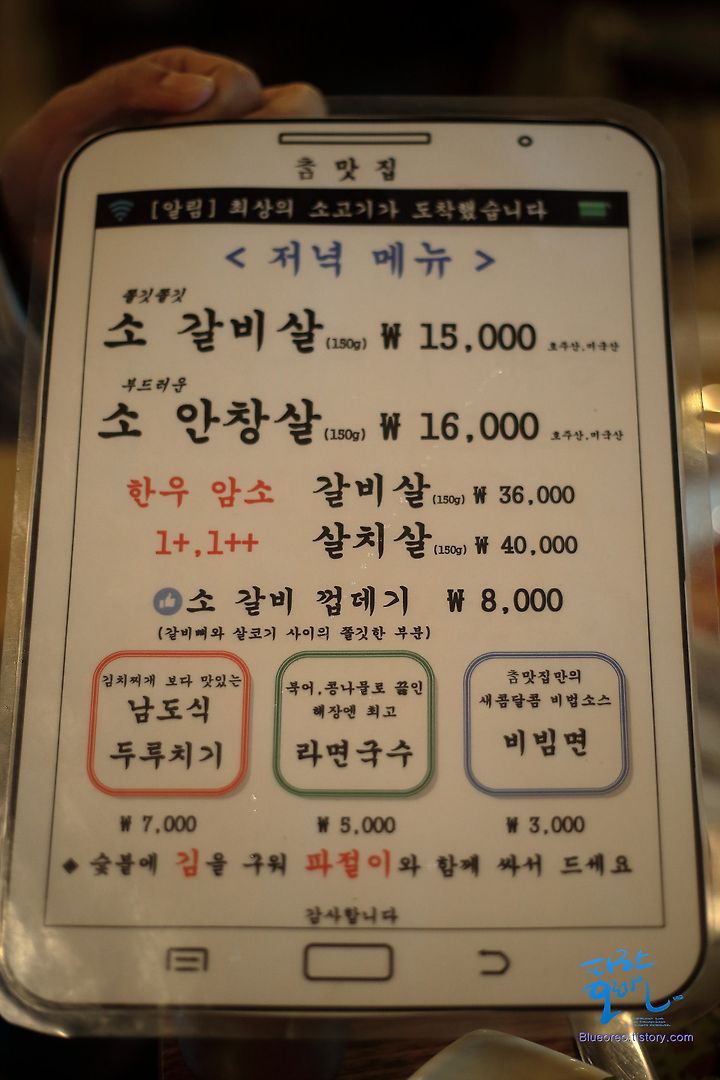 춤맛집
[알림] 최상의 소고기가 도착했습니다
< 저녁 메뉴 >
쫄깃쫄깃
소 갈비살(150g) ₩ 15,000 호주산,미국산
부드러운
소 안창살(150g) ₩ 16,000 호주산,미국산
한우 암소 갈비살(150g) ₩ 36,000
1+,1++ 살치살(150g) ₩ 40,000
소 갈비 껍데기 ₩ 8,000
(갈비뼈와 살코기 사이의 쫄깃한 부분)
김치찌개 보다 맛있는
남도식
두루치기
₩ 7,000
북어,콩나물로 끓인
해장엔 최고
라면국수
₩ 5,000
춤맛집만의
새콤달콤 비법소스
비빔면
₩ 3,000
◆ 숯불에 김을 구워 파절이와 함께 싸서 드세요
감사합니다
파랑
Blueoreo.tistory.com